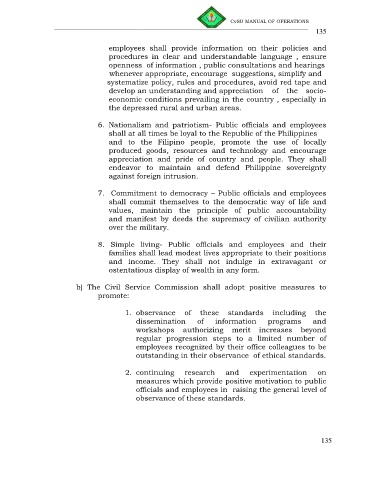 CvSU MANUAL OF OPERATIONS
135
employees shall provide information on their policies and
procedures in clear and understandable language , ensure
openness of information , public consultations and hearings
whenever appropriate, encourage suggestions, simplify and
systematize policy, rules and procedures, avoid red tape and
develop an understanding and appreciation of the socio-
economic conditions prevailing in the country , especially in
the depressed rural and urban areas.
6. Nationalism and patriotism- Public officials and employees
shall at all times be loyal to the Republic of the Philippines
and to the Filipino people, promote the use of locally
produced goods, resources and technology and encourage
appreciation and pride of country and people. They shall
endeavor to maintain and defend Philippine sovereignty
against foreign intrusion.
7. Commitment to democracy – Public officials and employees
shall commit themselves to the democratic way of life and
values, maintain the principle of public accountability
and manifest by deeds the supremacy of civilian authority
over the military.
8. Simple living- Public officials and employees and their
families shall lead modest lives appropriate to their positions
and income. They shall not indulge in extravagant or
ostentatious display of wealth in any form.
b) The Civil Service Commission shall adopt positive measures to
promote:
1. observance of these standards including the
dissemination of information programs and
workshops authorizing merit increases beyond
regular progression steps to a limited number of
employees recognized by their office colleagues to be
outstanding in their observance of ethical standards.
2. continuing research and experimentation on
measures which provide positive motivation to public
officials and employees in raising the general level of
observance of these standards.
135